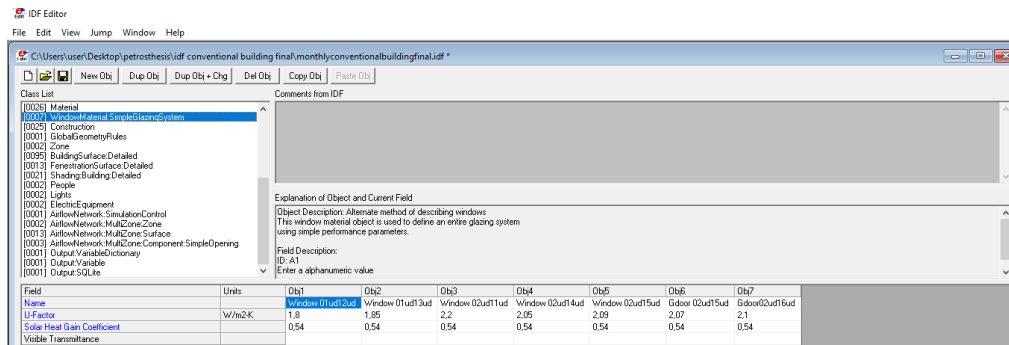 IDF Editor
File Edit View Jump Window Help
C:\Users\user\Desktop\petrosthesis\idf conventional building final\monthlyconventionalbuildingfinal.idf *
New Obj Dup Obj Dup Obj + Chg Del Obj Copy Obj Paste Obj
Class List
Comments from IDF
[0026] Material
[0007] WindowMaterial:SimpleGlazingSystem
[0025] Construction
[0001] GlobalGeometryRules
[0002] Zone
[0095] BuildingSurface:Detailed
[0013] FenestrationSurface:Detailed
[0021] Shading:Building:Detailed
[0002] People
[0002] Lights
[0002] ElectricEquipment
[0001] AirflowNetwork:SimulationControl
[0002] AirflowNetwork:MultiZone:Zone
[0013] AirflowNetwork:MultiZone:Surface
[0003] AirflowNetwork:MultiZone:Component:SimpleOpening
[0001] Output:VariableDictionary
[0001] Output:Variable
[0001] Output:SQLite
Explanation of Object and Current Field
Object Description: Alternate method of describing windows
This window material object is used to define an entire glazing system
using simple performance parameters.
Field Description:
ID: A1
Enter a alphanumeric value
Field Units Obj1 Obj2 Obj3 Obj4 Obj5 Obj6 Obj7
Name Window 01ud12ud Window 01ud13ud Window 02ud11ud Window 02ud14ud Window 02ud15ud Gdoor 02ud15ud Gdoor02ud16ud
U-Factor W/m2-K 1,8 1,85 2,2 2,05 2,09 2,07 2,1
Solar Heat Gain Coefficient 0,54 0,54 0,54 0,54 0,54 0,54 0,54
Visible Transmittance